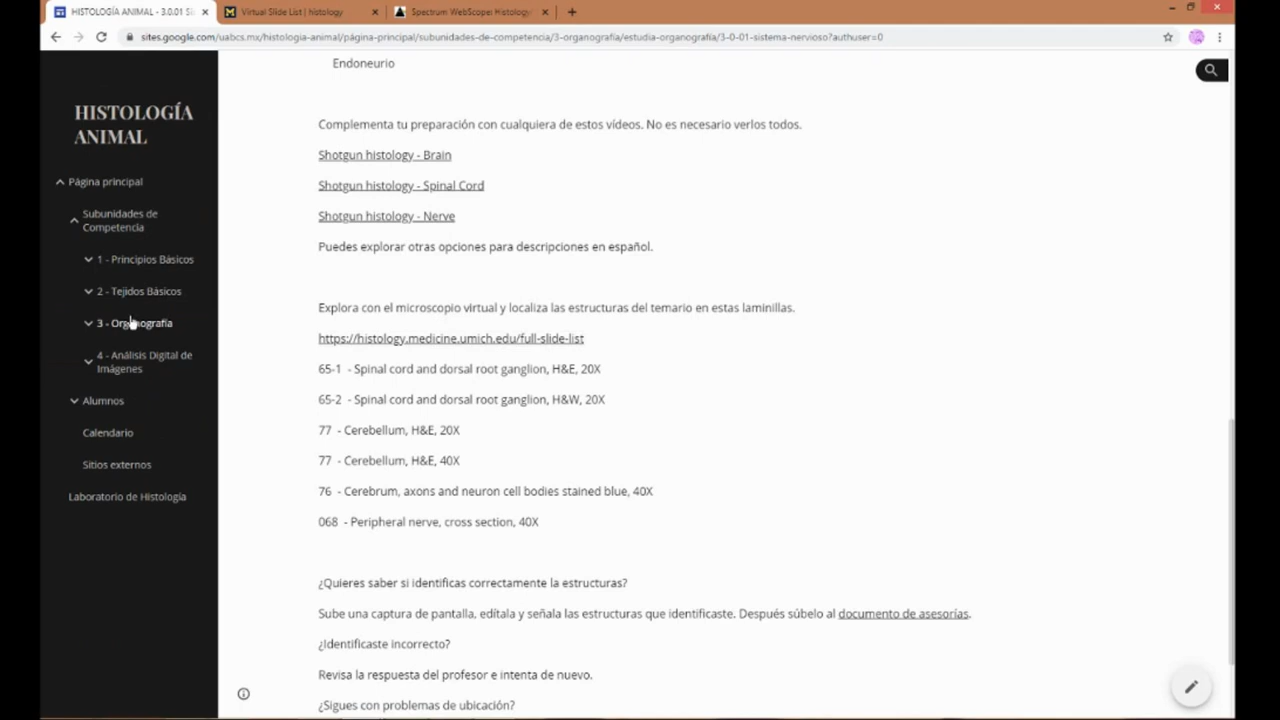 HISTOLOGÍA ANIMAL - 3.0.01 Si
Virtual Slide List | histology
Spectrum WebScope: Histology
sites.google.com/uabcs.mx/histologia-animal/página-principal/subunidades-de-competencia/3-organografía/estudia-organografía/3-0-01-sistema-nervioso?authuser=0
HISTOLOGÍA
ANIMAL
Página principal
Subunidades de
Competencia
1 - Principios Básicos
2 - Tejidos Básicos
3 - Organografía
4 - Análisis Digital de
Imágenes
Alumnos
Calendario
Sitios externos
Laboratorio de Histología
Endoneurio
Complementa tu preparación con cualquiera de estos vídeos. No es necesario verlos todos.
Shotgun histology - Brain
Shotgun histology - Spinal Cord
Shotgun histology - Nerve
Puedes explorar otras opciones para descripciones en español.
Explora con el microscopio virtual y localiza las estructuras del temario en estas laminillas.
https://histology.medicine.umich.edu/full-slide-list
65-1 - Spinal cord and dorsal root ganglion, H&E, 20X
65-2 - Spinal cord and dorsal root ganglion, H&W, 20X
77 - Cerebellum, H&E, 20X
77 - Cerebellum, H&E, 40X
76 - Cerebrum, axons and neuron cell bodies stained blue, 40X
068 - Peripheral nerve, cross section, 40X
¿Quieres saber si identificas correctamente la estructuras?
Sube una captura de pantalla, edítala y señala las estructuras que identificaste. Después súbelo al documento de asesorías.
¿Identificaste incorrecto?
Revisa la respuesta del profesor e intenta de nuevo.
¿Sigues con problemas de ubicación?